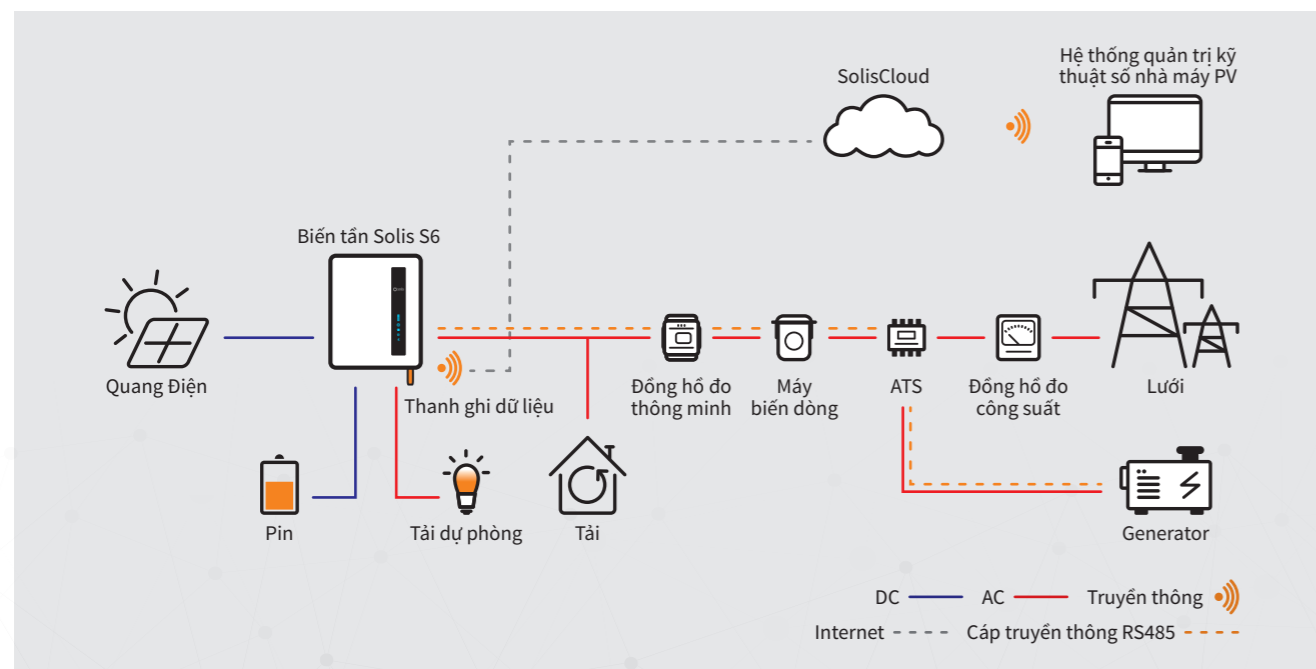 SolisCloud
Hệ thống quản trị kỹ
thuật số nhà máy PV
Biến tần Solis S6
Quang Điện
Thanh ghi dữ liệu
Đồng hồ đo
thông minh
Máy
biến dòng
ATS
Đồng hồ đo
công suất
Lưới
Pin
Tải dự phòng
Tải
Generator
DC
AC
Truyền thông
Internet
Cáp truyền thông RS485